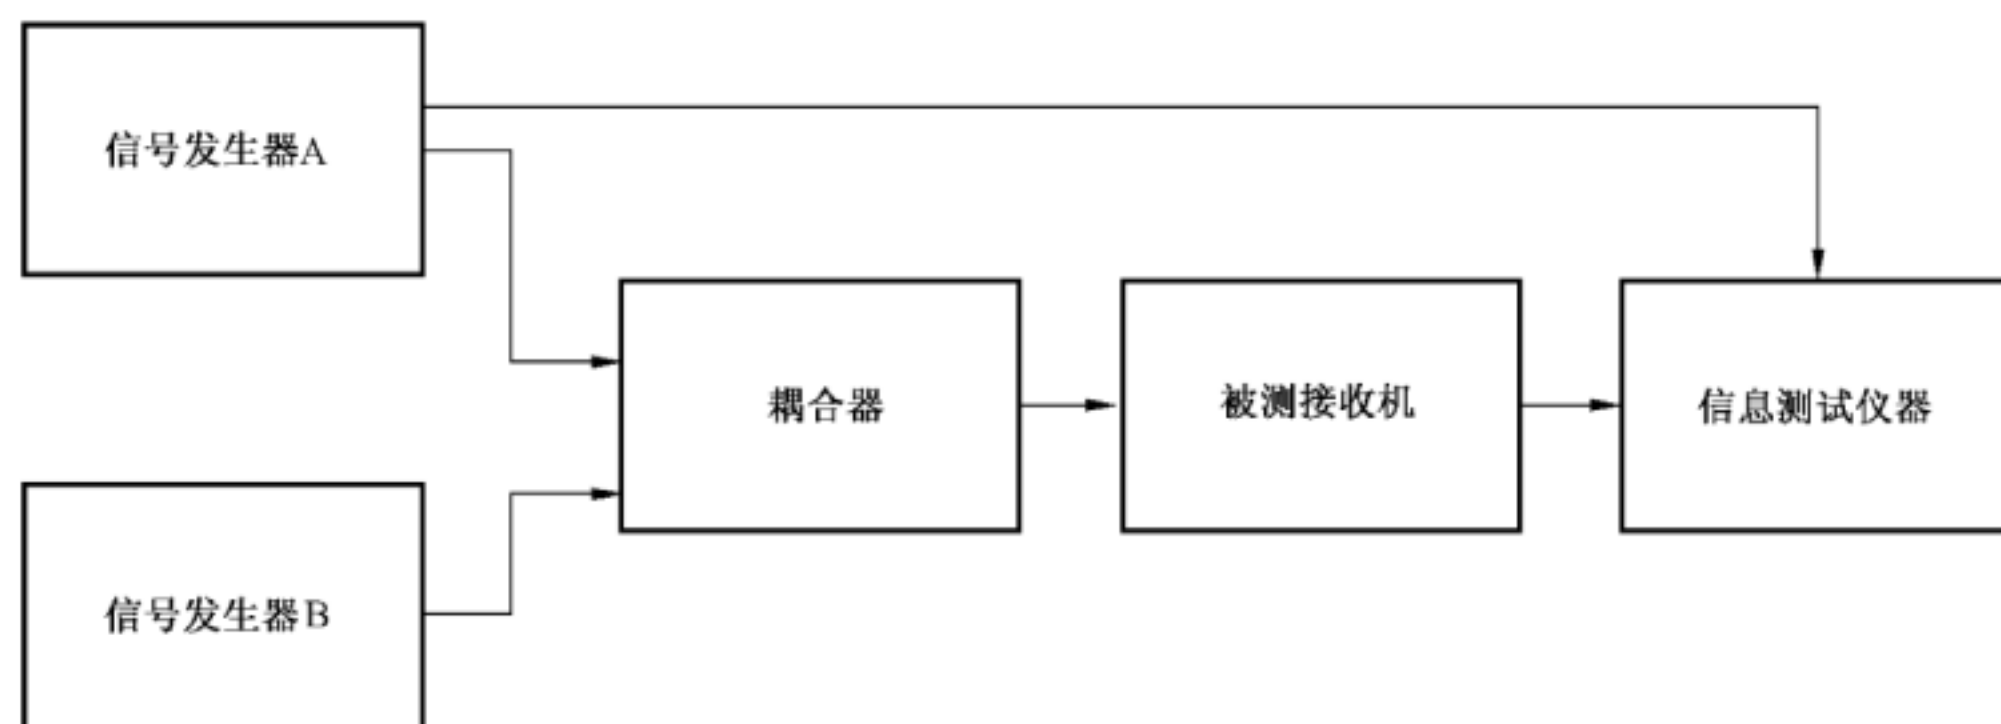 信号发生器A
耦合器
被测接收机
信息测试仪器
信号发生器B